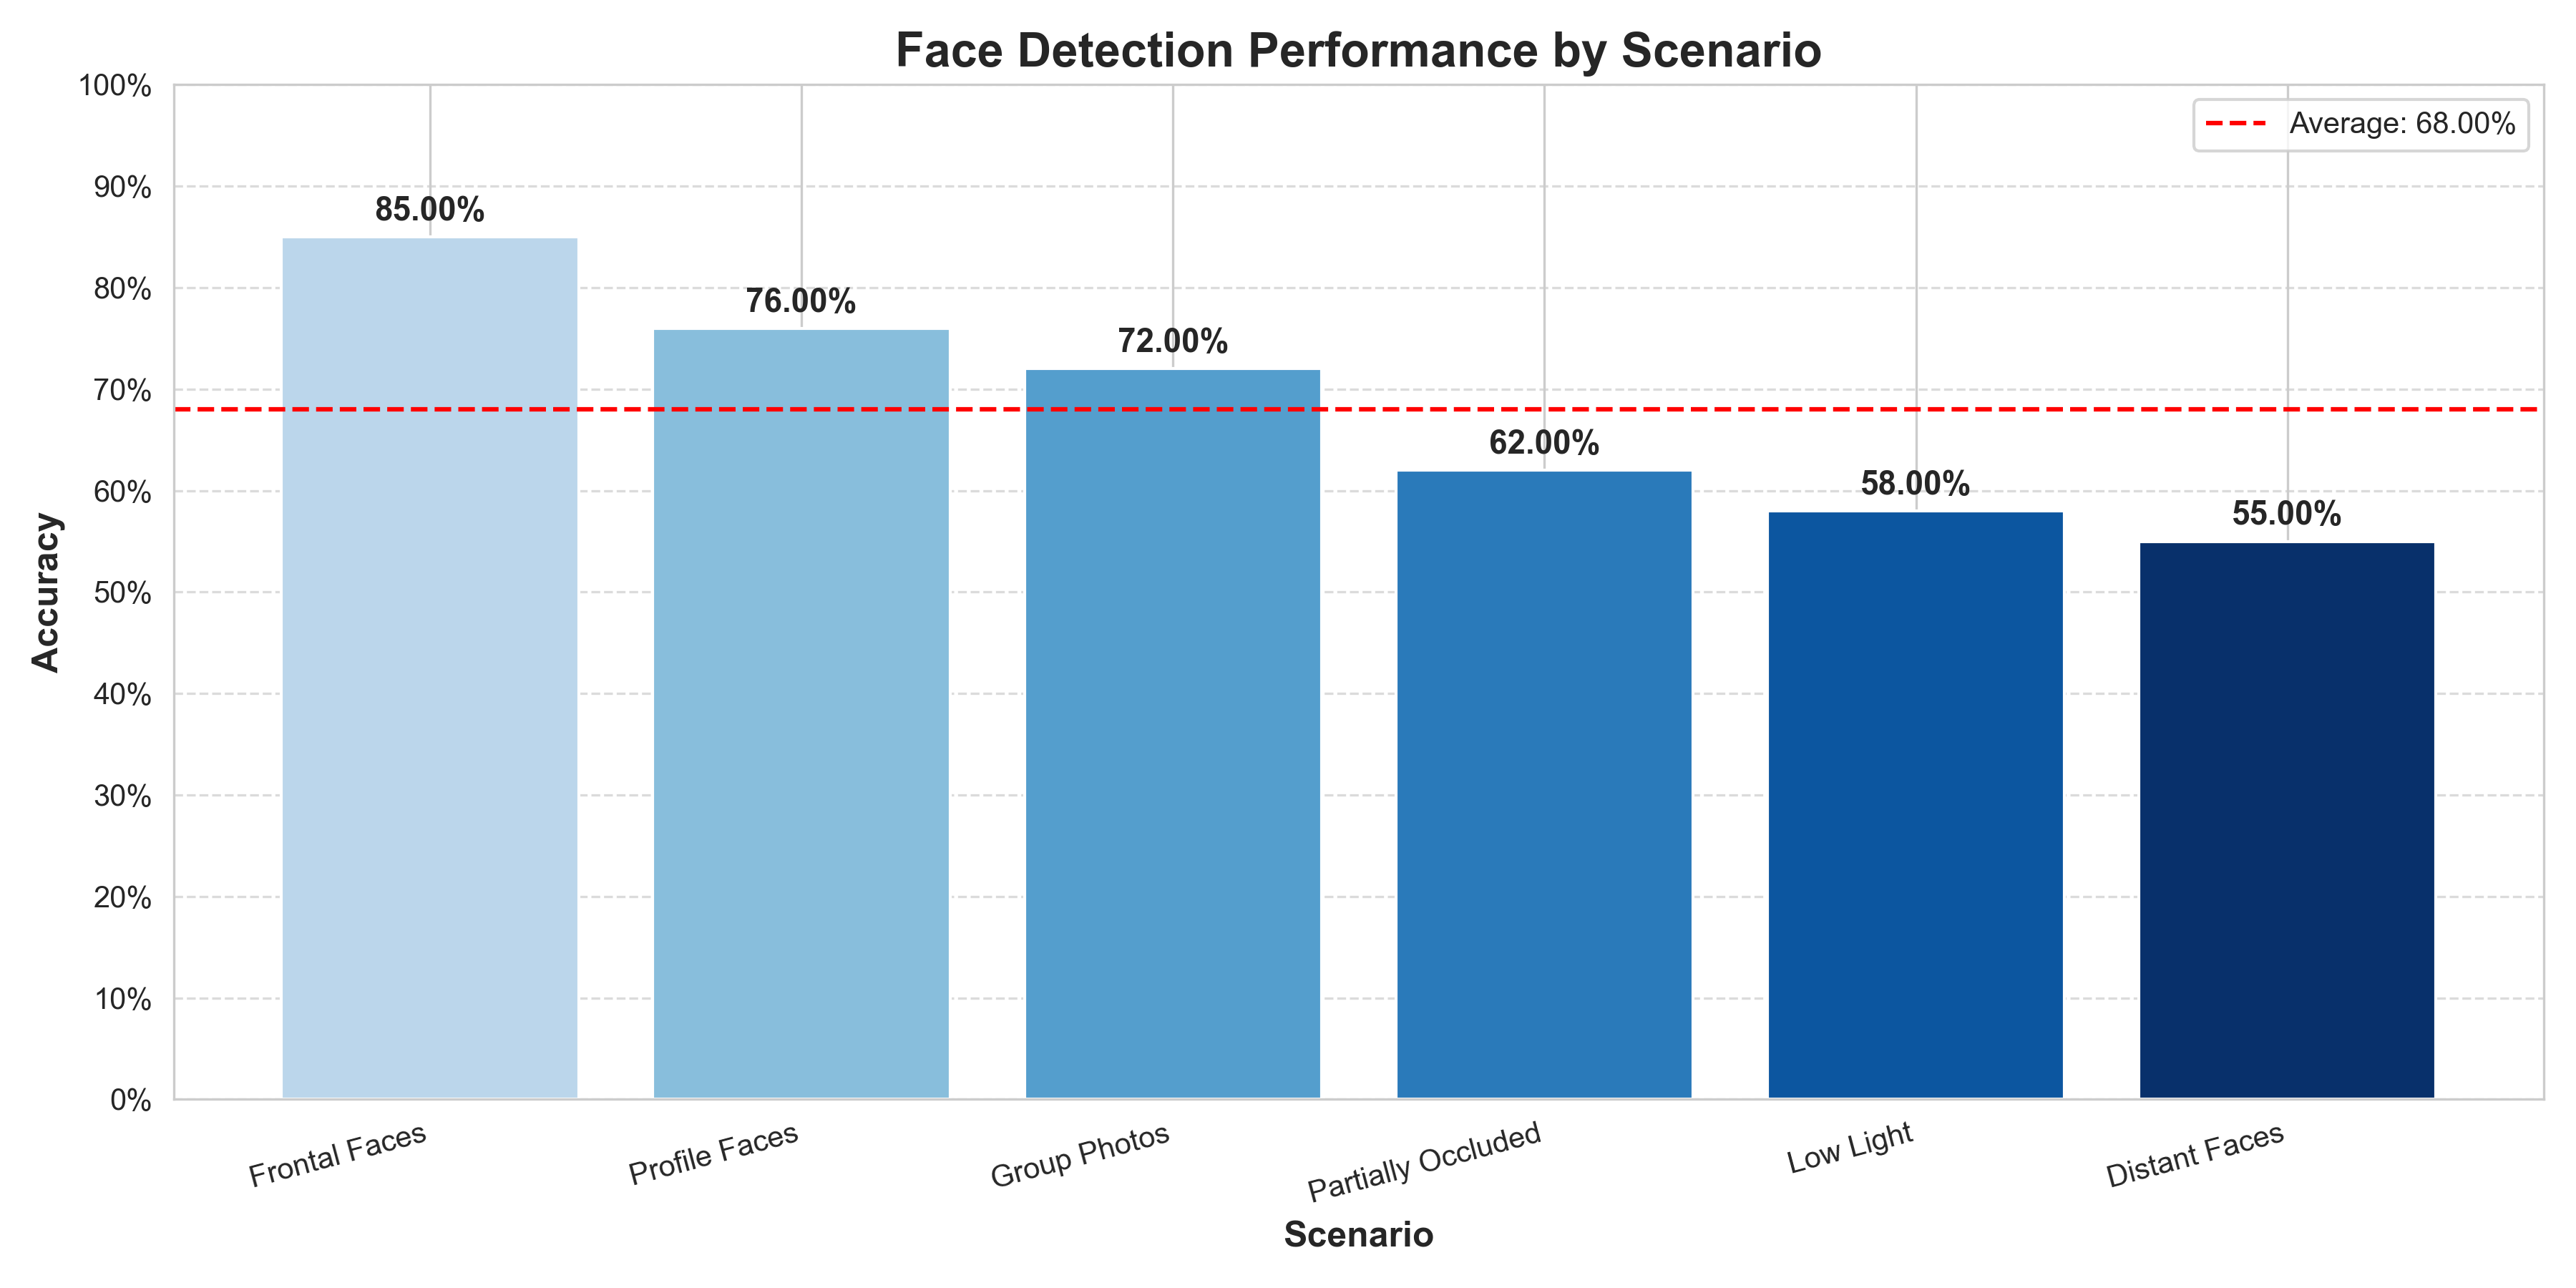 Face Detection Performance by Scenario
100%
90%
80%
70%
60%
50%
40%
30%
20%
10%
0%
Accuracy
Average: 68.00%
85.00%
76.00%
72.00%
62.00%
58.00%
55.00%
Frontal Faces
Profile Faces
Group Photos
Partially Occluded
Low Light
Distant Faces
Scenario